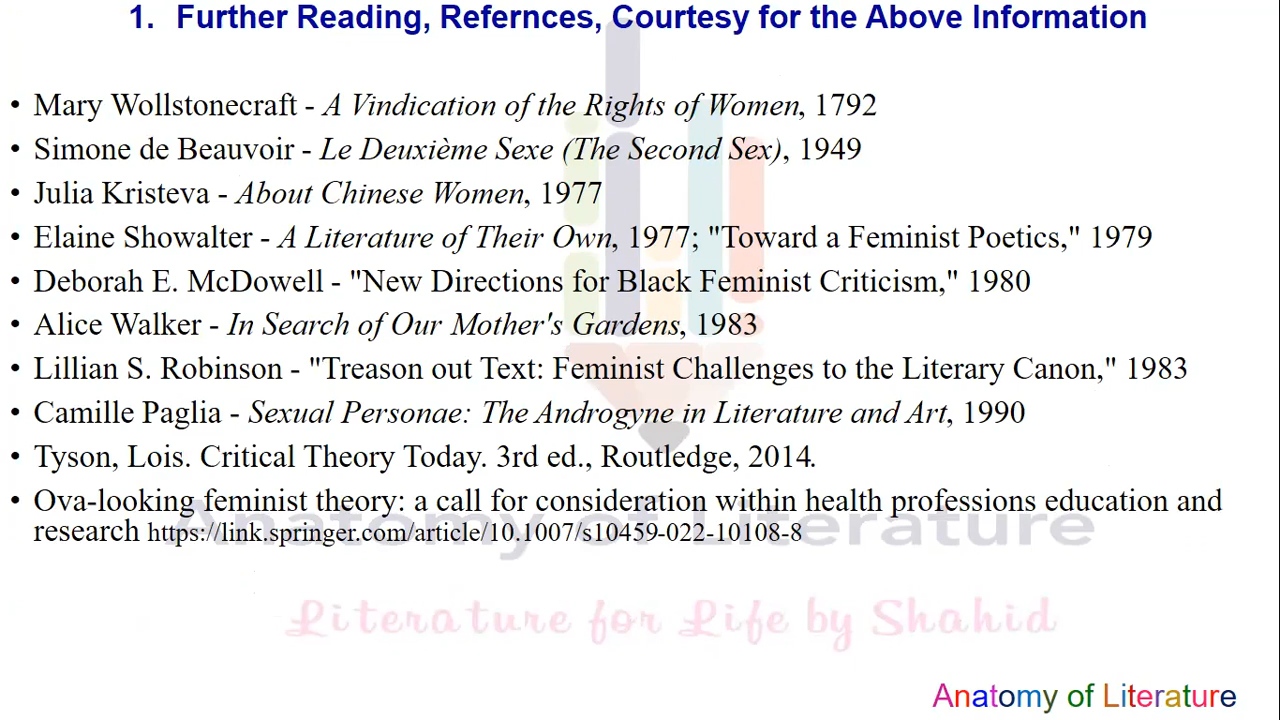 1. Further Reading, Refernces, Courtesy for the Above Information
• Mary Wollstonecraft - A Vindication of the Rights of Women, 1792
• Simone de Beauvoir - Le Deuxième Sexe (The Second Sex), 1949
• Julia Kristeva - About Chinese Women, 1977
• Elaine Showalter - A Literature of Their Own, 1977; "Toward a Feminist Poetics," 1979
• Deborah E. McDowell - "New Directions for Black Feminist Criticism," 1980
• Alice Walker - In Search of Our Mother's Gardens, 1983
• Lillian S. Robinson - "Treason out Text: Feminist Challenges to the Literary Canon," 1983
• Camille Paglia - Sexual Personae: The Androgyne in Literature and Art, 1990
• Tyson, Lois. Critical Theory Today. 3rd ed., Routledge, 2014.
• Ova-looking feminist theory: a call for consideration within health professions education and
research https://link.springer.com/article/10.1007/s10459-022-10108-8
Anatomy of Literature
Literature for Life by Shahid
Anatomy of Literature